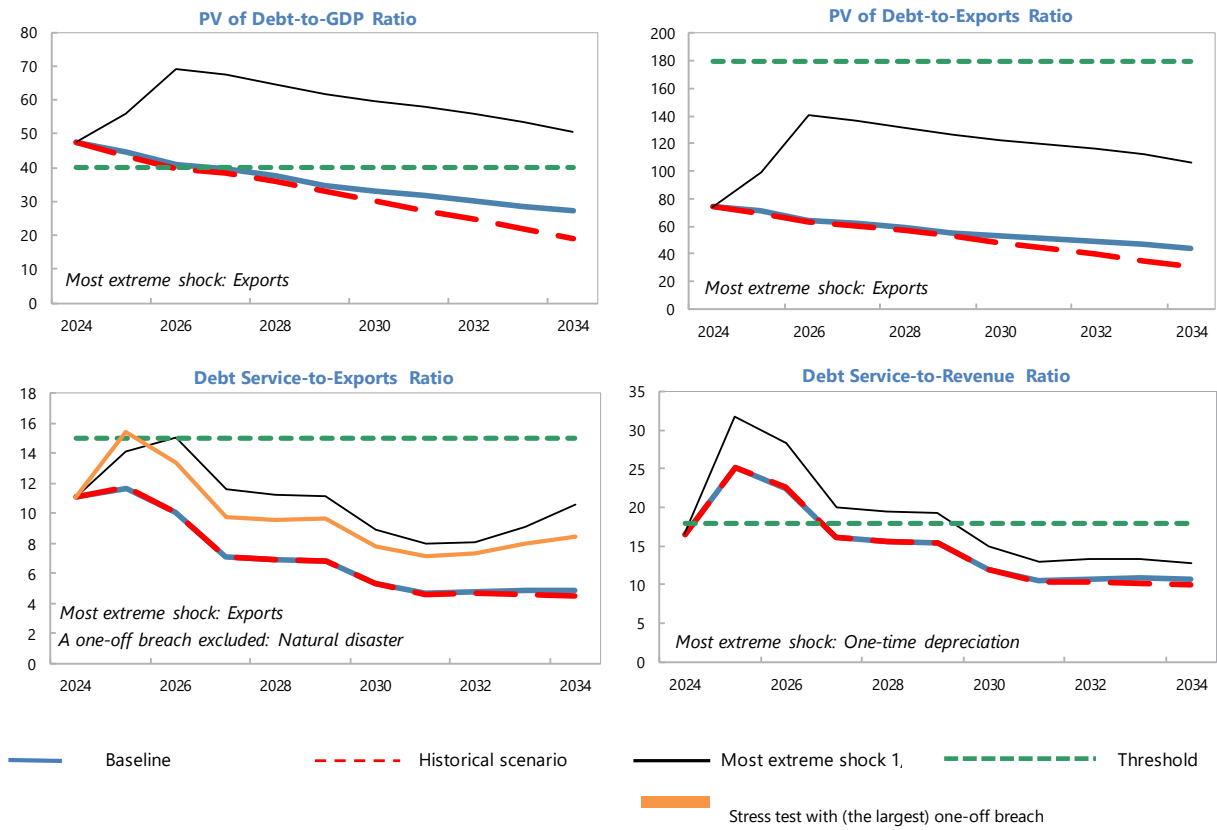 PV of Debt-to-GDP Ratio
80
70
60
50
40
30
20
10
0
Most extreme shock: Exports
2024 2026 2028 2030 2032 2034
PV of Debt-to-Exports Ratio
200
180
160
140
120
100
80
60
40
20
0
Most extreme shock: Exports
2024 2026 2028 2030 2032 2034
Debt Service-to-Exports Ratio
18
16
14
12
10
8
6
4
2
0
Most extreme shock: Exports
A one-off breach excluded: Natural disaster
2024 2026 2028 2030 2032 2034
Debt Service-to-Revenue Ratio
35
30
25
20
15
10
5
0
Most extreme shock: One-time depreciation
2024 2026 2028 2030 2032 2034
Baseline Historical scenario Most extreme shock 1, Threshold
Stress test with (the largest) one-off breach